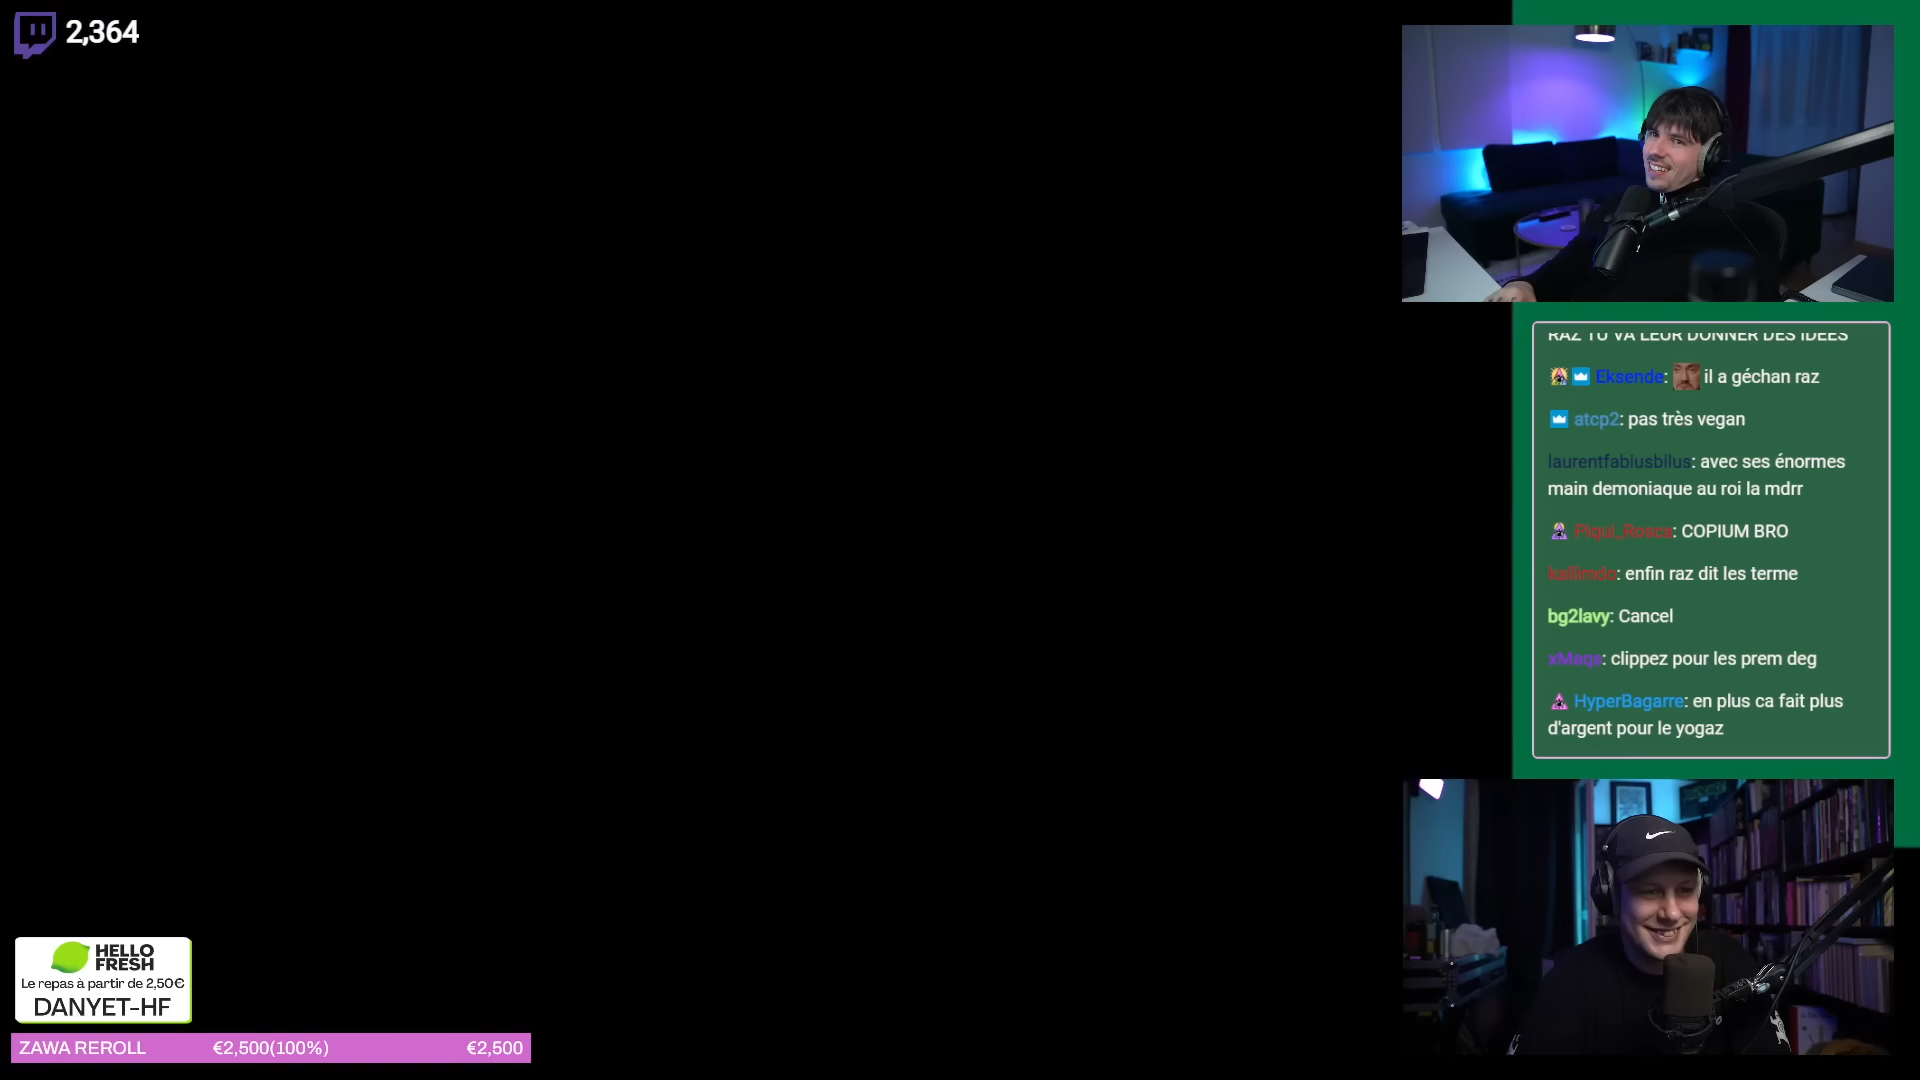 2,364
RAZ TU VA LEUR DONNER DES IDEES
Eksende: il a géchan raz
atcp2: pas très vegan
laurentfabiusbilus: avec ses énormes
main demoniaque au roi la mdrr
Piqui_Rosca: COPIUM BRO
kallimdo: enfin raz dit les terme
bg2lavy: Cancel
xMaqs: clippez pour les prem deg
HyperBagarre: en plus ca fait plus
d'argent pour le yogaz
HELLO
FRESH
Le repas à partir de 2,50€
DANYET-HF
ZAWA REROLL €2,500(100%) €2,500